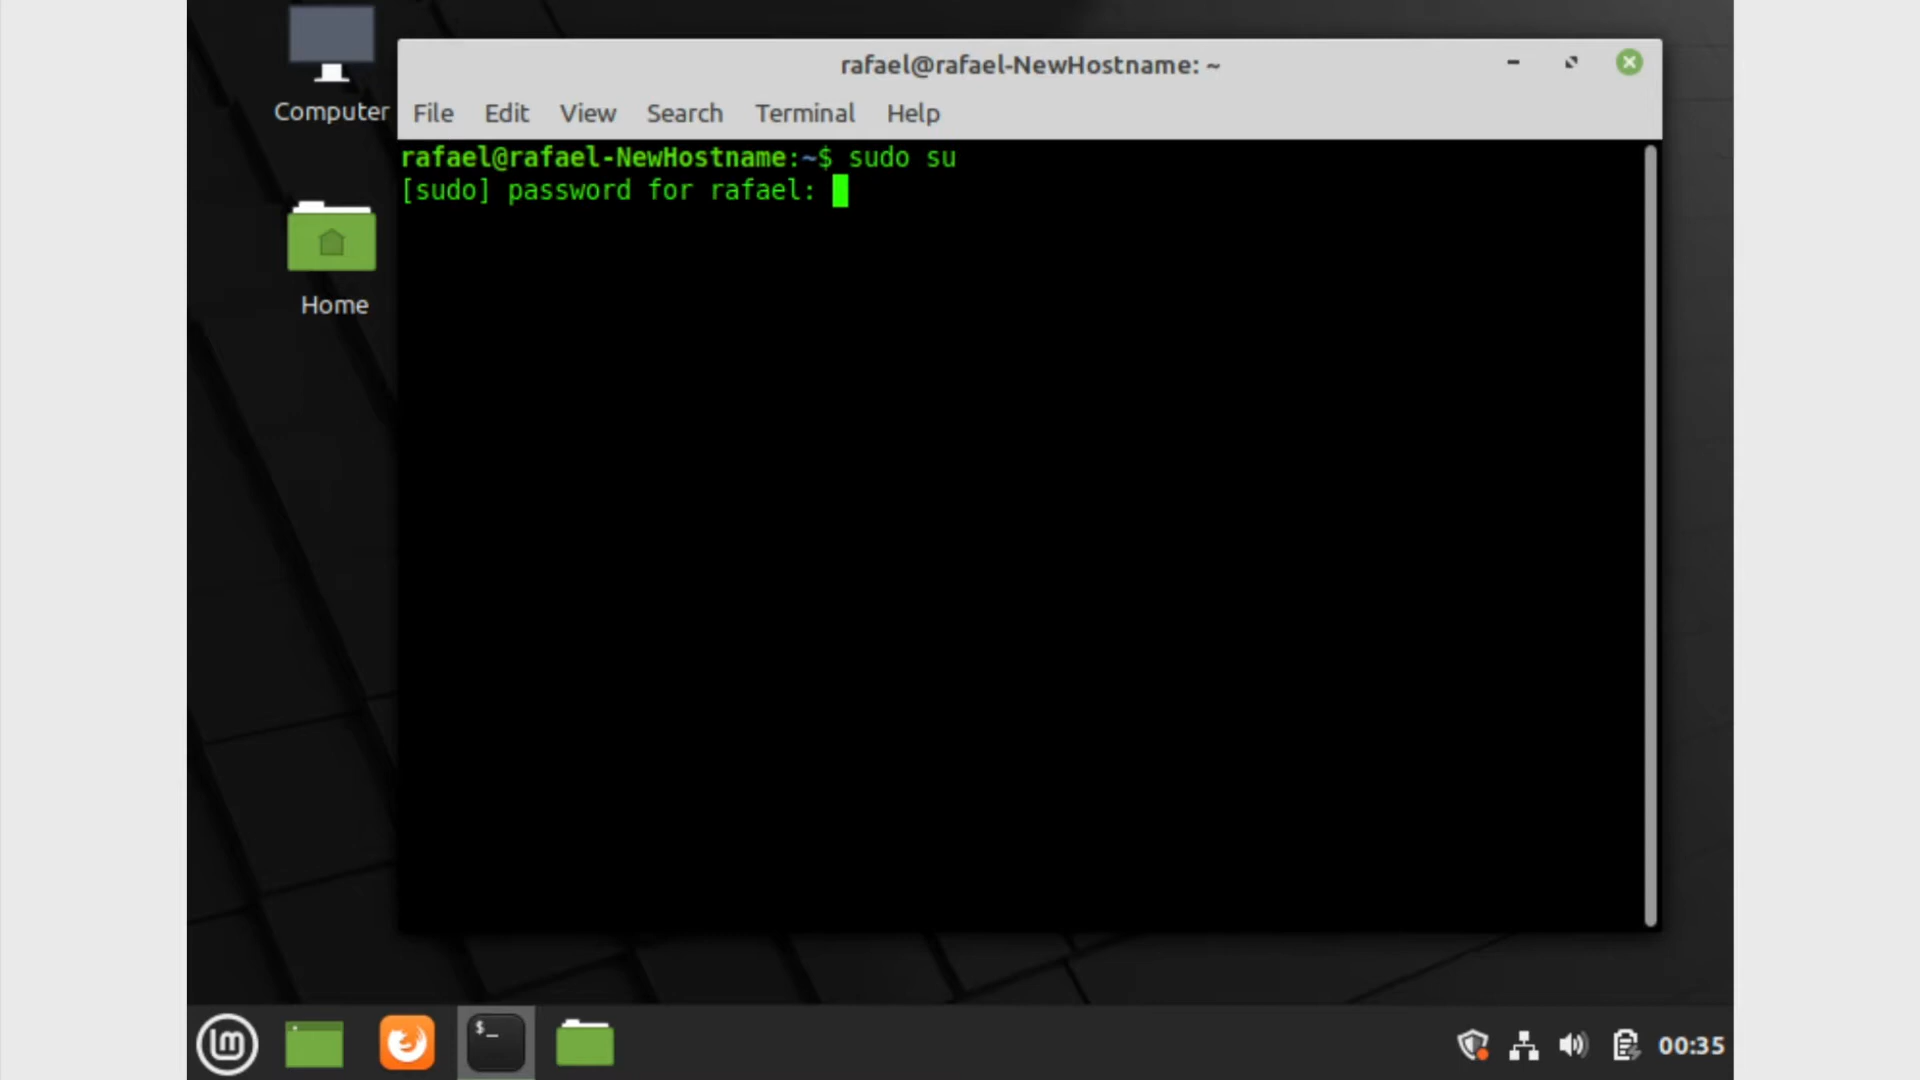 rafael@rafael-NewHostname: ~
Computer
File Edit View Search Terminal Help
rafael@rafael-NewHostname:~$ sudo su
[sudo] password for rafael:
Home
$_
00:35